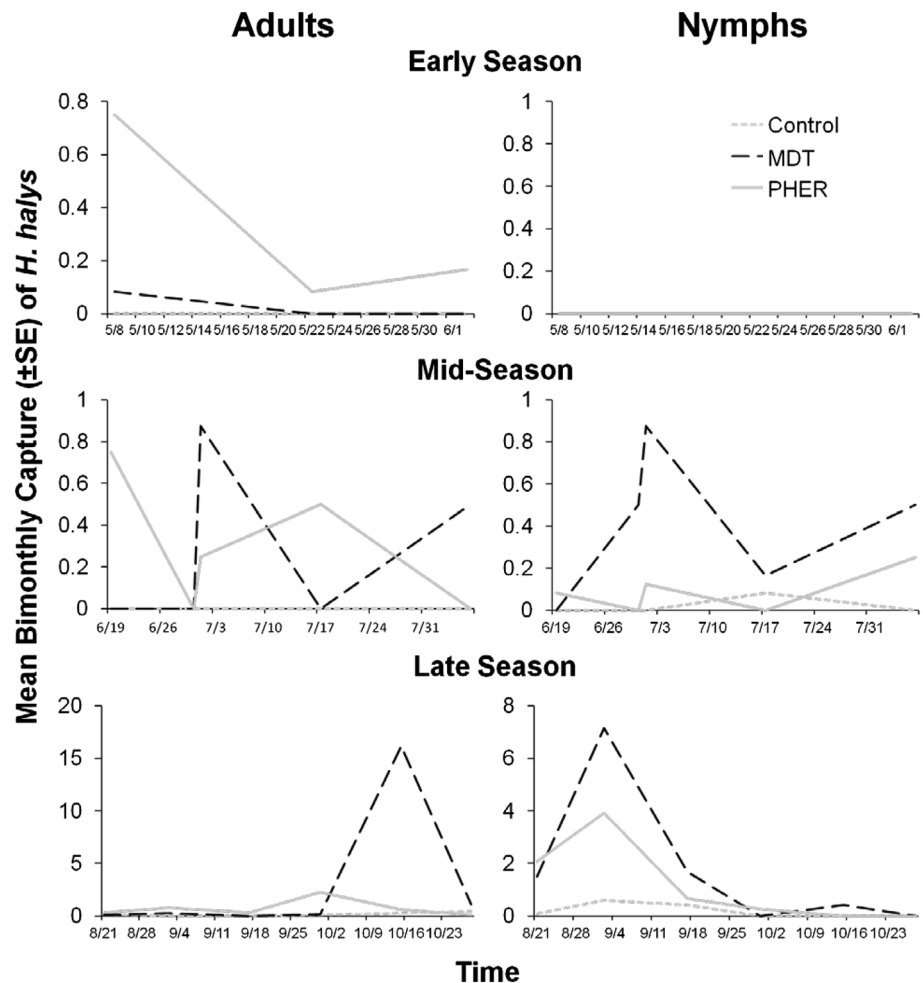 Adults
Nymphs
Early Season
Mean Bimonthly Capture (±SE) of H. halys
0.8
0.6
0.4
0.2
0
5/8 5/10 5/12 5/14 5/16 5/18 5/20 5/22 5/24 5/26 5/28 5/30 6/1
1
0.8
0.6
0.4
0.2
0
5/8 5/10 5/12 5/14 5/16 5/18 5/20 5/22 5/24 5/26 5/28 5/30 6/1
Control
MDT
PHER
Mid-Season
1
0.8
0.6
0.4
0.2
0
6/19 6/26 7/3 7/10 7/17 7/24 7/31
1
0.8
0.6
0.4
0.2
0
6/19 6/26 7/3 7/10 7/17 7/24 7/31
Late Season
20
15
10
5
0
8/21 8/28 9/4 9/11 9/18 9/25 10/2 10/9 10/16 10/23
8
6
4
2
0
8/21 8/28 9/4 9/11 9/18 9/25 10/2 10/9 10/16 10/23
Time